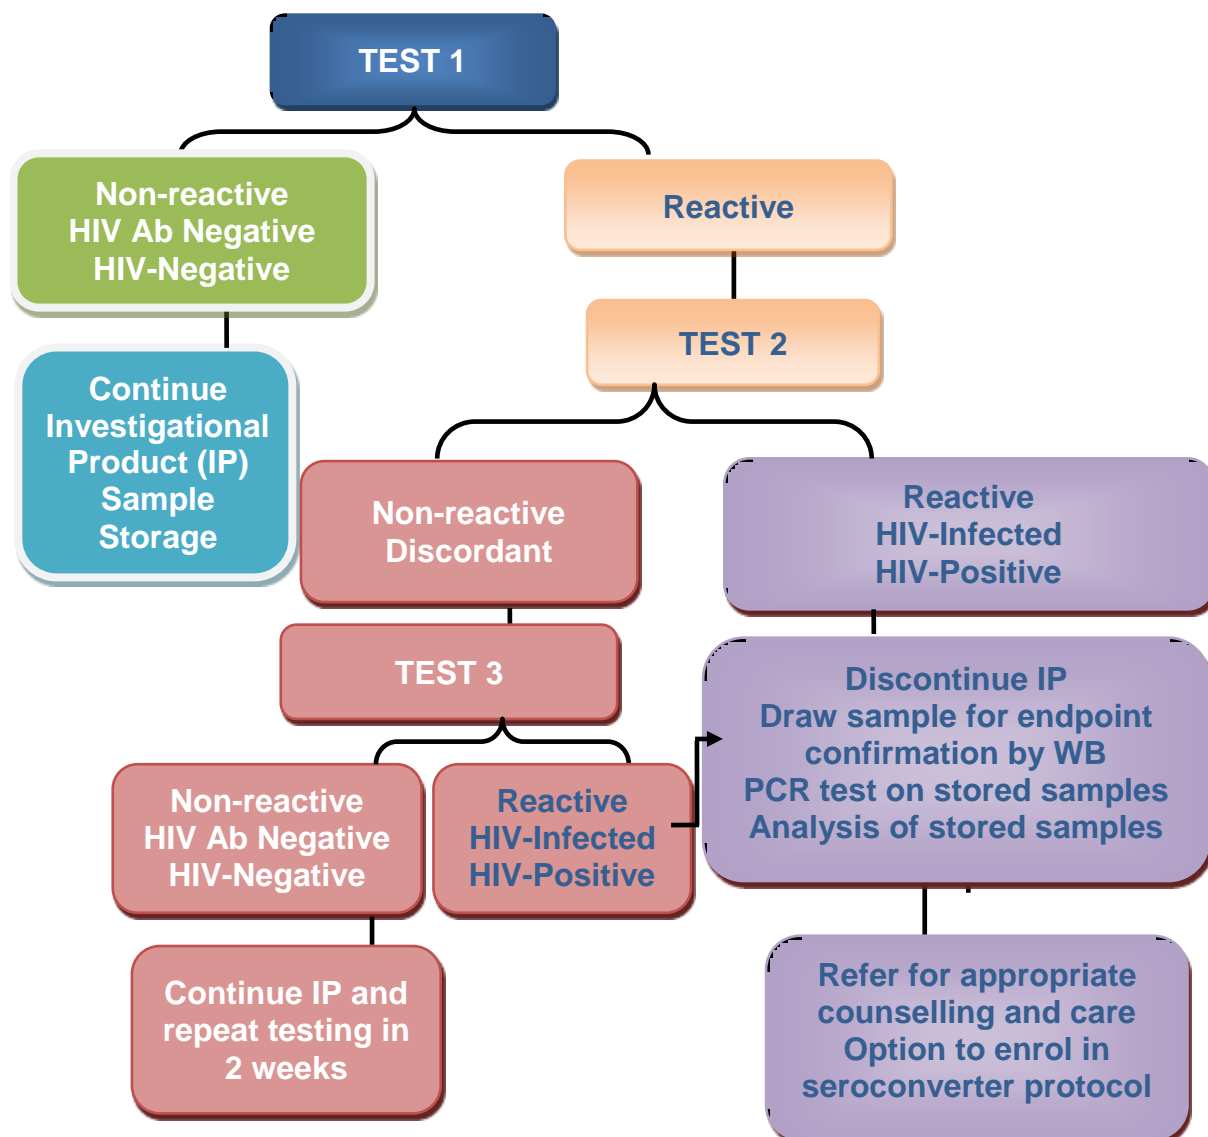 TEST 1
Non-reactive
HIV Ab Negative
HIV-Negative
Reactive
TEST 2
Continue
Investigational
Product (IP)
Sample
Storage
Non-reactive
Discordant
Reactive
HIV-Infected
HIV-Positive
TEST 3
Discontinue IP
Draw sample for endpoint
confirmation by WB
PCR test on stored samples
Analysis of stored samples
Non-reactive
HIV Ab Negative
HIV-Negative
Reactive
HIV-Infected
HIV-Positive
Continue IP and
repeat testing in
2 weeks
Refer for appropriate
counselling and care
Option to enrol in
seroconverter protocol